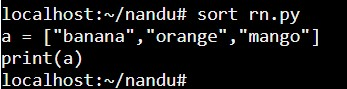 localhost:~/nandu# sort rn.py
a = ["banana","orange","mango"]
print(a)
localhost:~/nandu#